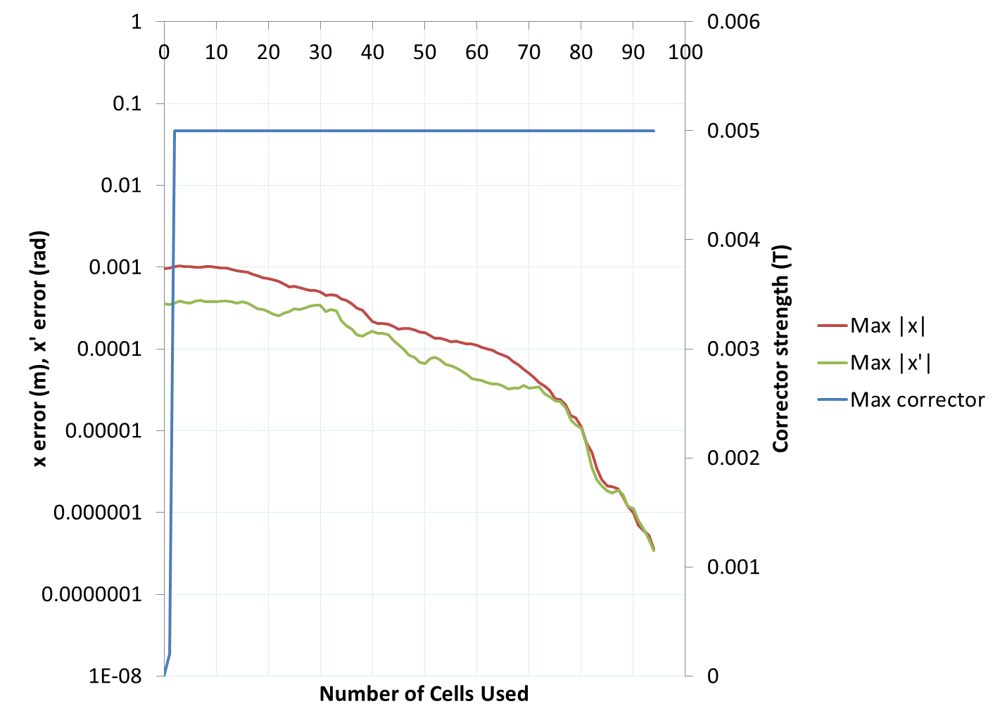 1
0.1
0.01
0.001
0.0001
0.00001
0.000001
0.0000001
1E-08
x error (m), x' error (rad)
0 10 20 30 40 50 60 70 80 90 100
Number of Cells Used
0.006
0.005
0.004
0.003
0.002
0.001
0
Corrector strength (T)
Max |x|
Max |x'|
Max corrector